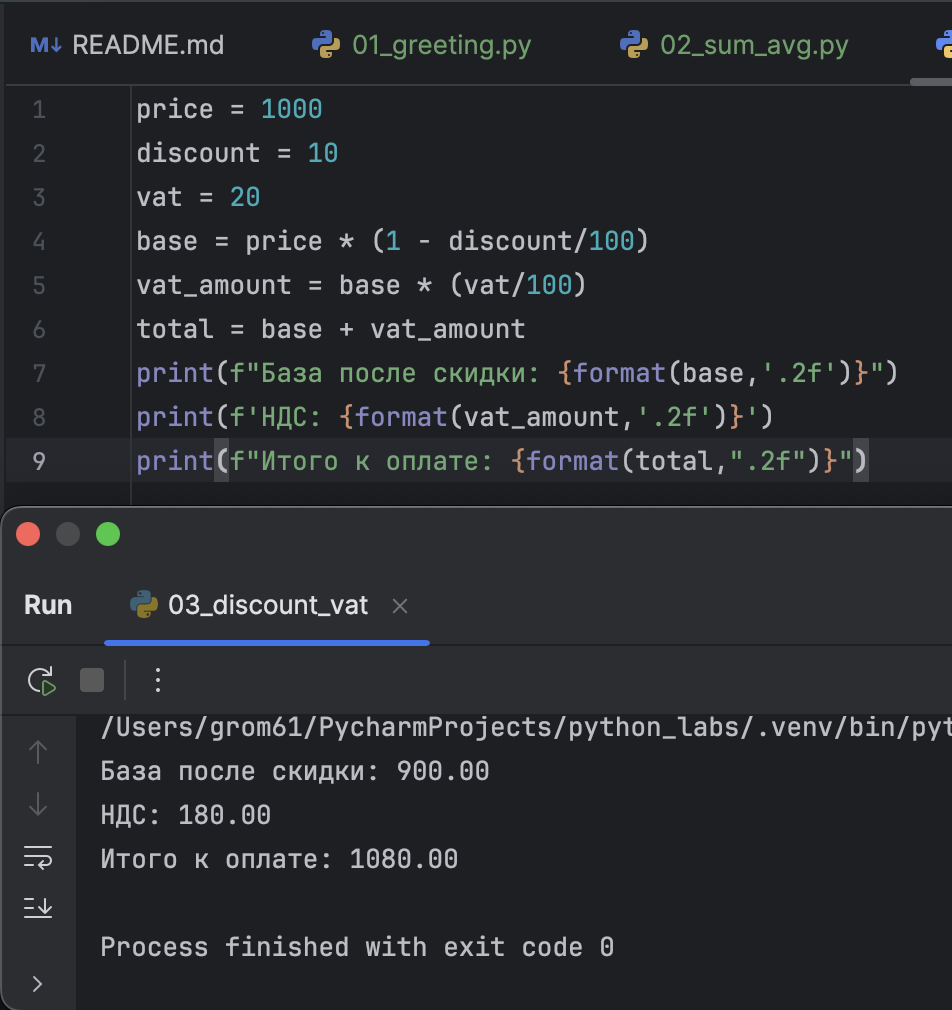 M↓ README.md 01_greeting.py 02_sum_avg.py
1 price = 1000
2 discount = 10
3 vat = 20
4 base = price * (1 - discount/100)
5 vat_amount = base * (vat/100)
6 total = base + vat_amount
7 print(f"База после скидки: {format(base,'.2f')}")
8 print(f'НДС: {format(vat_amount,'.2f')}')
9 print(f"Итого к оплате: {format(total,".2f")}")
Run 03_discount_vat
/Users/grom61/PycharmProjects/python_labs/.venv/bin/pyt
База после скидки: 900.00
НДС: 180.00
Итого к оплате: 1080.00
Process finished with exit code 0